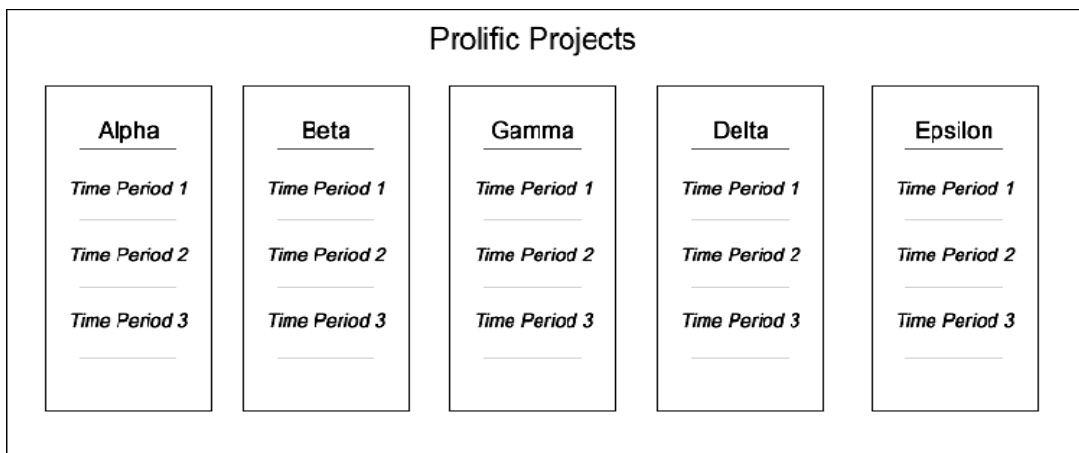 Prolific Projects
Alpha
Time Period 1
Time Period 2
Time Period 3
Beta
Time Period 1
Time Period 2
Time Period 3
Gamma
Time Period 1
Time Period 2
Time Period 3
Delta
Time Period 1
Time Period 2
Time Period 3
Epsilon
Time Period 1
Time Period 2
Time Period 3